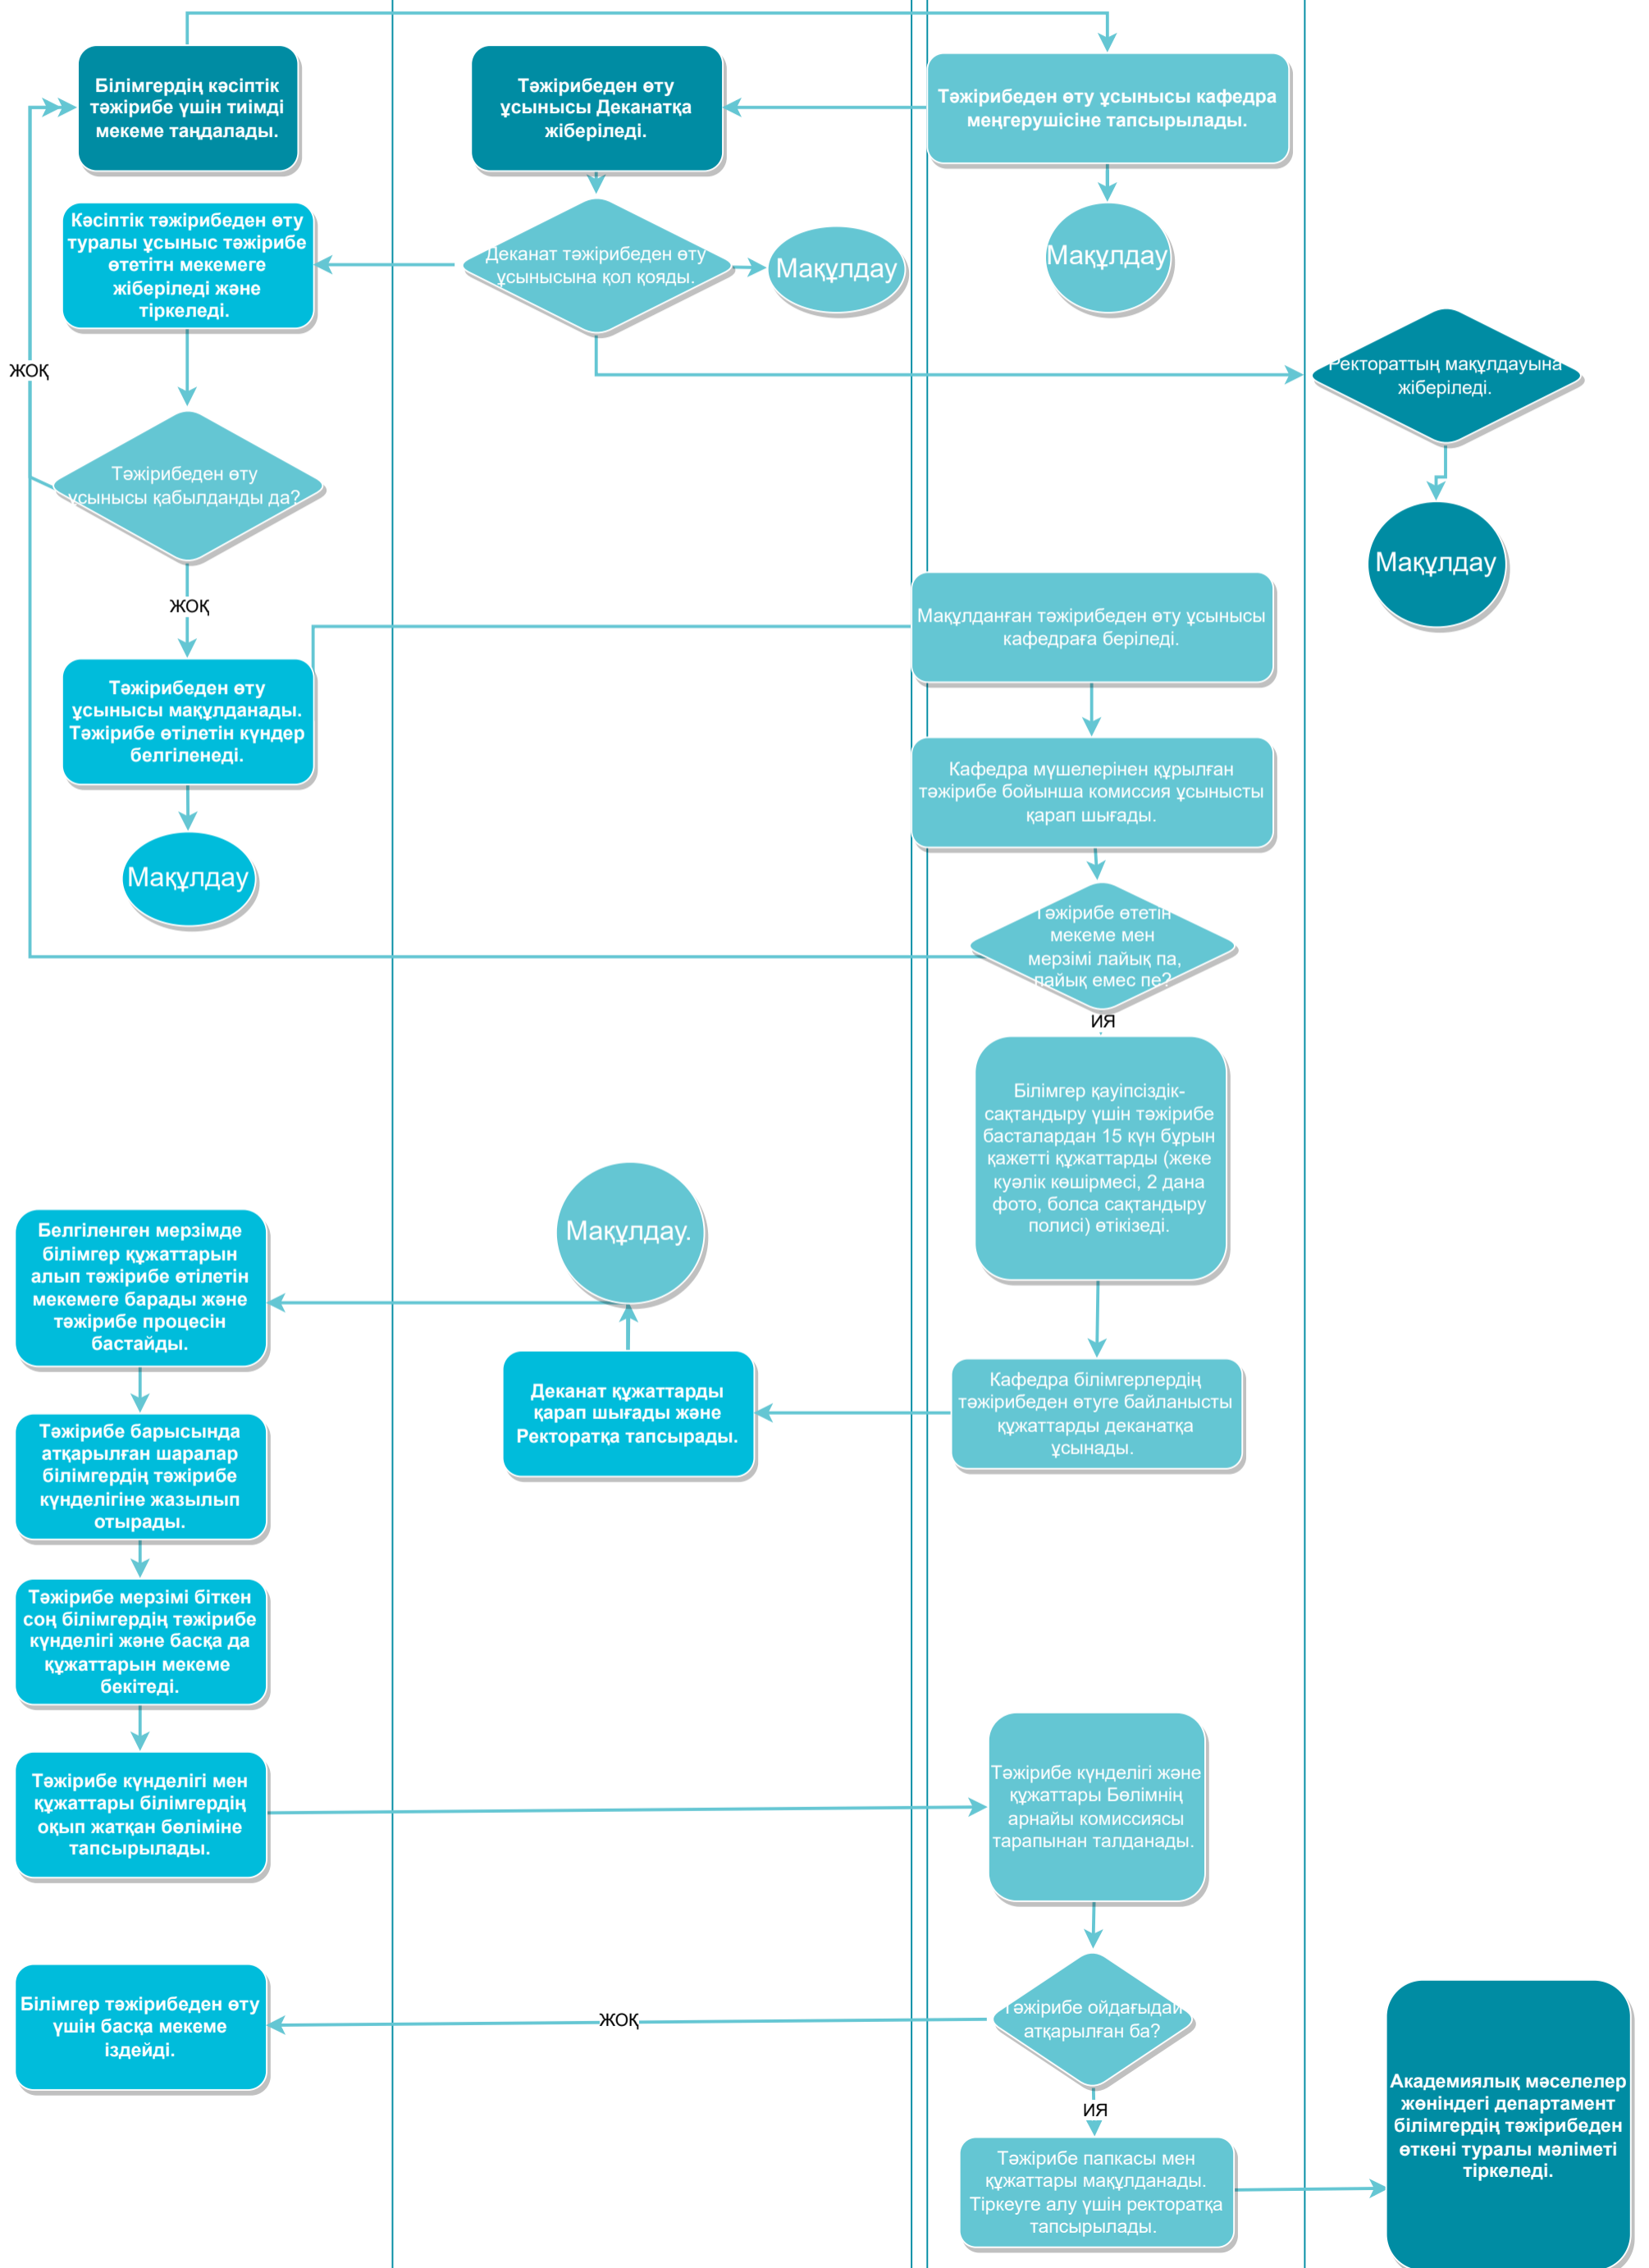 Білімгердің кәсіптік
тәжірибе үшін тиімді
мекеме таңдалады.
Тәжірибеден өту
ұсынысы Деканатқа
жіберіледі.
Тәжірибеден өту ұсынысы кафедра
меңгерушісіне тапсырылады.
Кәсіптік тәжірибеден өту
туралы ұсыныс тәжірибе
өтетітн мекемеге
жіберіледі және
тіркеледі.
Деканат тәжірибеден өту
ұсынысына қол қояды.
Мақұлдау
Мақұлдау
Ректораттың мақұлдауына
жіберіледі.
ЖОҚ
Тәжірибеден өту
ұсынысы қабылданды да?
Мақұлдау
ЖОҚ
Мақұлданған тәжірибеден өту ұсынысы
кафедраға беріледі.
Тәжірибеден өту
ұсынысы мақұлданады.
Тәжірибе өтілетін күндер
белгіленеді.
Кафедра мүшелерінен құрылған
тәжірибе бойынша комиссия ұсынысты
қарап шығады.
Мақұлдау
Тәжірибе өтетін
мекеме мен
мерзімі лайық па,
лайық емес пе?
ИЯ
Білімгер қауіпсіздік-
сақтандыру үшін тәжірибе
басталардан 15 күн бұрын
қажетті құжаттарды (жеке
куәлік көшірмесі, 2 дана
фото, болса сақтандыру
полисі) өтікізеді.
Мақұлдау.
Белгіленген мерзімде
білімгер құжаттарын
алып тәжірибе өтілетін
мекемеге барады және
тәжірибе процесін
бастайды.
Деканат құжаттарды
қарап шығады және
Ректоратқа тапсырады.
Кафедра білімгерлердің
тәжірибеден өтуге байланысты
құжаттарды деканатқа
ұсынады.
Тәжірибе барысында
атқарылған шаралар
білімгердің тәжірибе
күнделігіне жазылып
отырады.
Тәжірибе мерзімі біткен
соң білімгердің тәжірибе
күнделігі және басқа да
құжаттарын мекеме
бекітеді.
Тәжірибе күнделігі мен
құжаттары білімгердің
оқып жатқан бөліміне
тапсырылады.
Тәжірибе күнделігі және
құжаттары Бөлімнің
арнайы комиссиясы
тарапынан талданады.
Білімгер тәжірибеден өту
үшін басқа мекеме
іздейді.
ЖОҚ
Тәжірибе ойдағыдай
атқарылған ба?
ИЯ
Академиялық мәселелер
жөніндегі департамент
білімгердің тәжірибеден
өткені туралы мәліметі
тіркеледі.
Тәжірибе папкасы мен
құжаттары мақұлданады.
Тіркеуге алу үшін ректоратқа
тапсырылады.